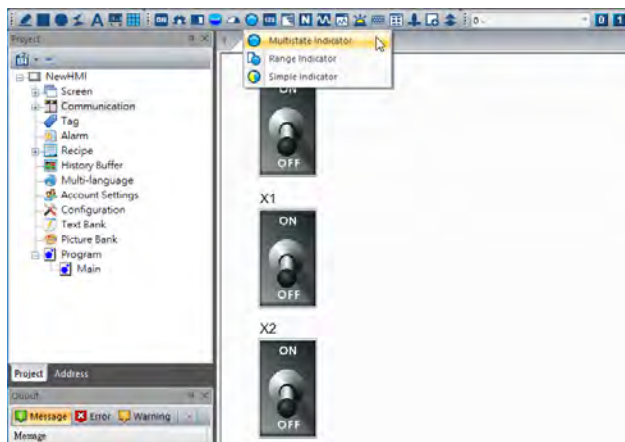 Project
Multistate Indicator
Range Indicator
Simple Indicator
NewHMI
Screen
Communication
Tag
Alarm
Recipe
History Buffer
Multi-language
Account Settings
Configuration
Text Bank
Picture Bank
Program
Main
ON
OFF
X1
ON
OFF
X2
ON
OFF
Project Address
Output
Message Error Warning
Message